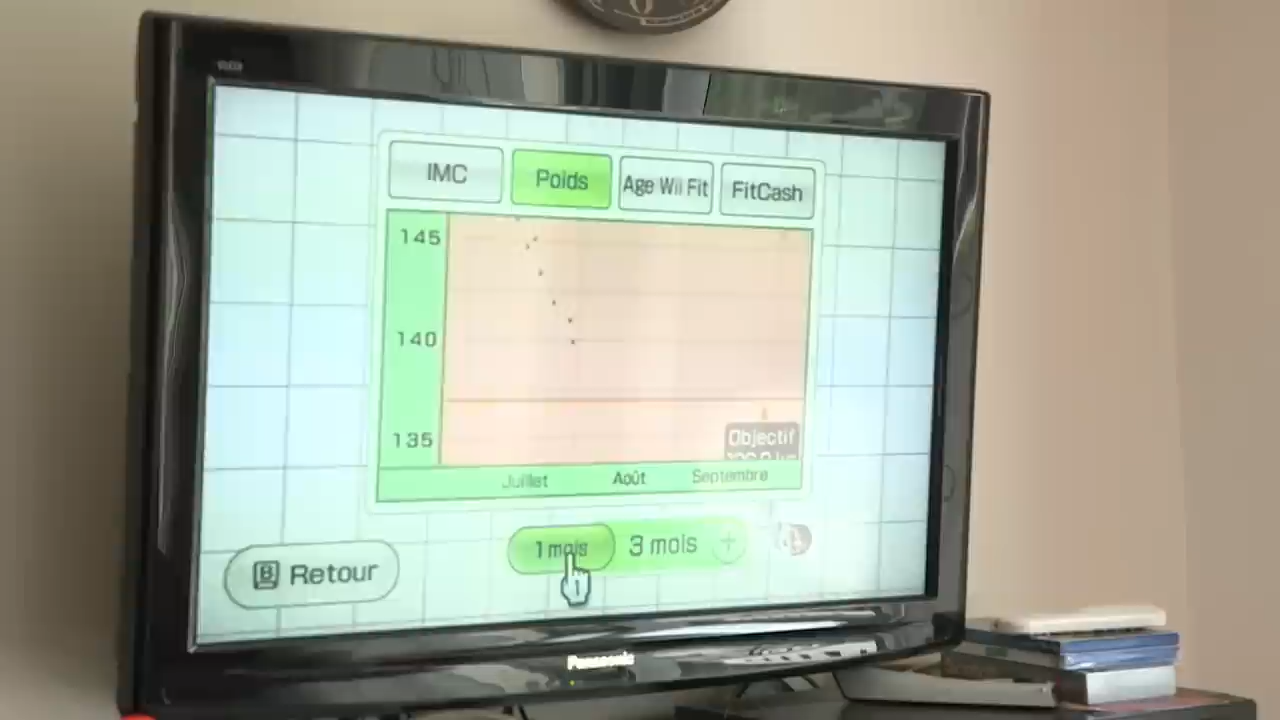 IMC
Poids
Age Wii Fit
FitCash
145
140
135
Objectif
Juillet
Août
Septembre
1 mois
3 mois
+
B Retour
1
Panasonic